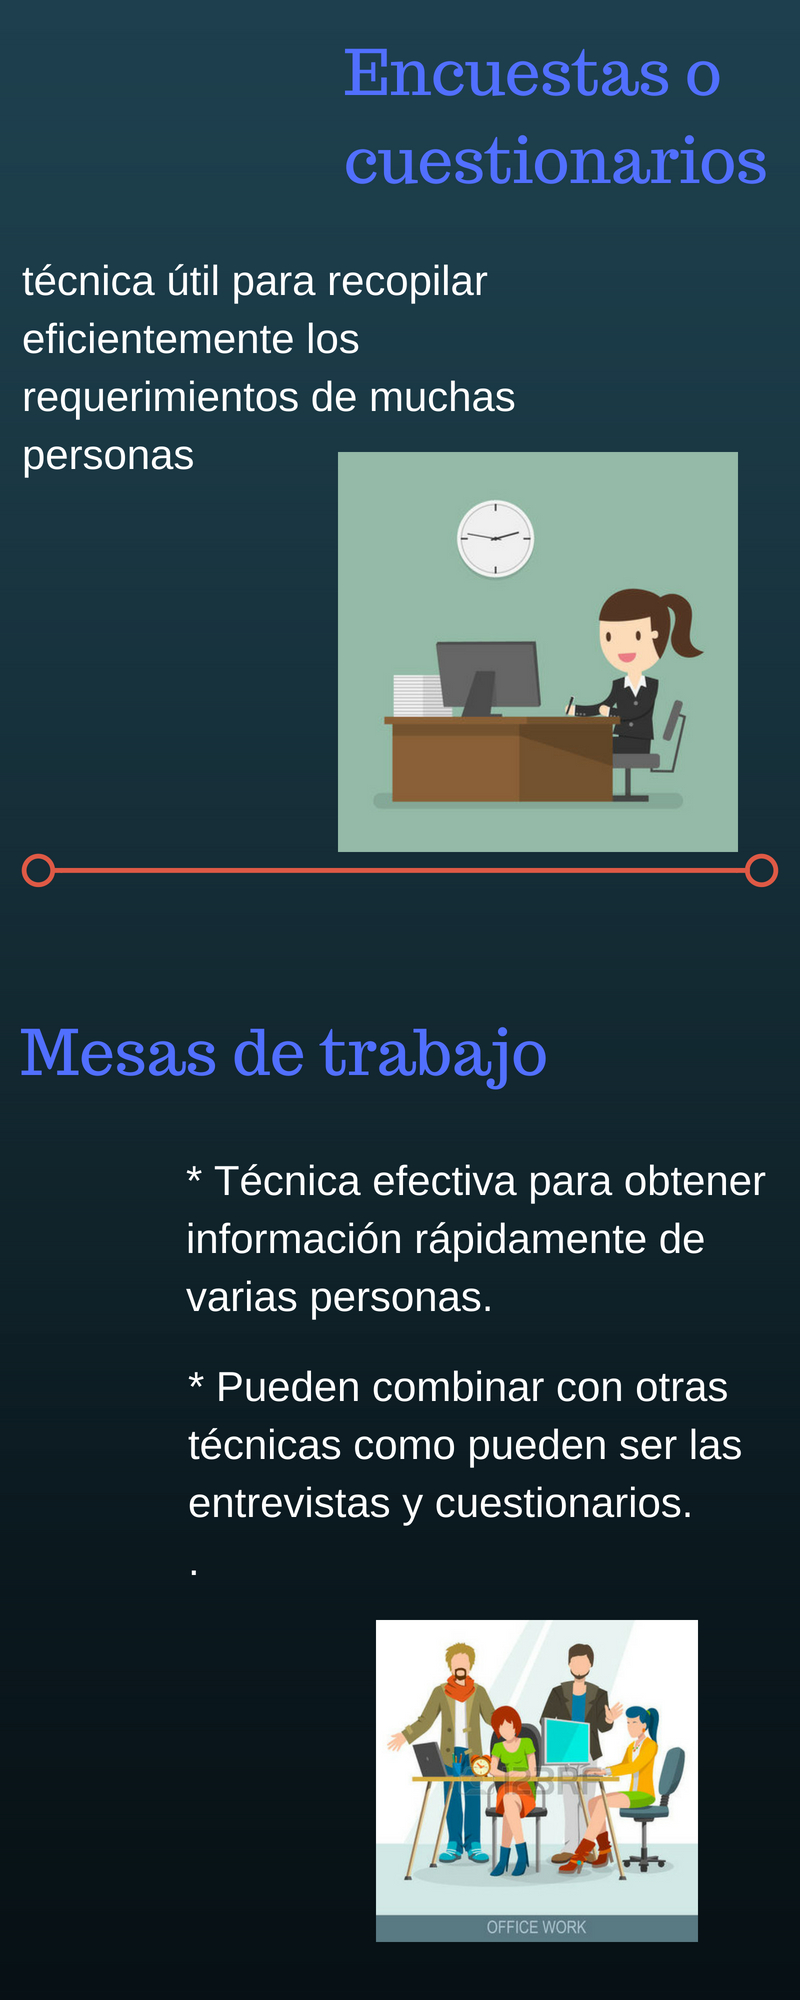 Encuestas o
cuestionarios
técnica útil para recopilar
eficientemente los
requerimientos de muchas
personas
Mesas de trabajo
* Técnica efectiva para obtener
información rápidamente de
varias personas.
* Pueden combinar con otras
técnicas como pueden ser las
entrevistas y cuestionarios.
.
OFFICE WORK